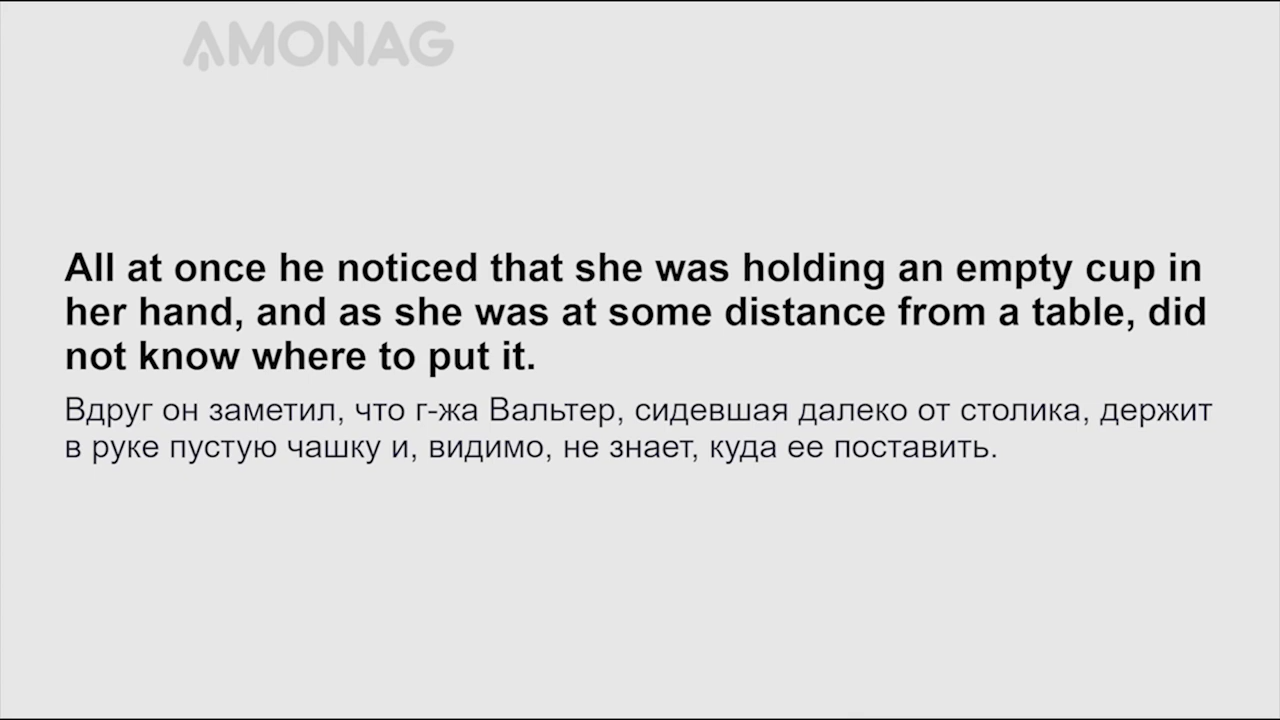 AMONAG
All at once he noticed that she was holding an empty cup in
her hand, and as she was at some distance from a table, did
not know where to put it.
Вдруг он заметил, что г-жа Вальтер, сидевшая далеко от столика, держит
в руке пустую чашку и, видимо, не знает, куда ее поставить.